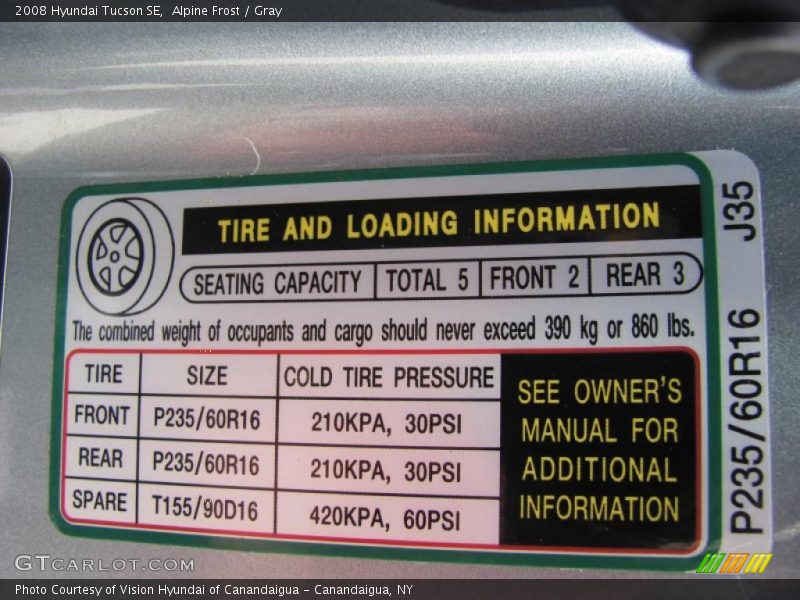 2008 Hyundai Tucson SE, Alpine Frost / Gray
TIRE AND LOADING INFORMATION
SEATING CAPACITY TOTAL 5 FRONT 2 REAR 3
The combined weight of occupants and cargo should never exceed 390 kg or 860 lbs.
TIRE SIZE COLD TIRE PRESSURE
FRONT P235/60R16 210KPA, 30PSI
REAR P235/60R16 210KPA, 30PSI
SPARE T155/90D16 420KPA, 60PSI
SEE OWNER'S
MANUAL FOR
ADDITIONAL
INFORMATION
P235/60R16 J35
GTCARLOT.COM
Photo Courtesy of Vision Hyundai of Canandaigua - Canandaigua, NY